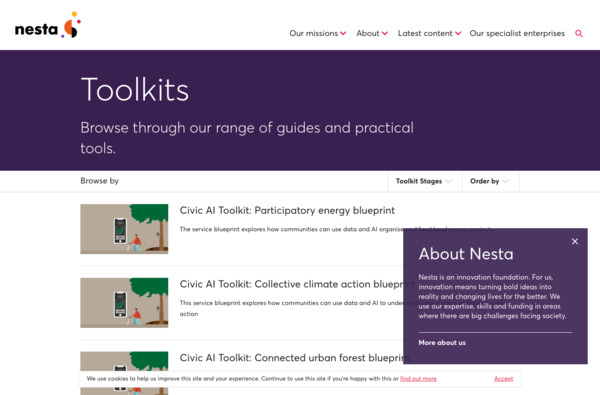 nesta
Our missions
About
Latest content
Our specialist enterprises
Toolkits
Browse through our range of guides and practical
tools.
Browse by
Toolkit Stages
Order by
Civic AI Toolkit: Participatory energy blueprint
The service blueprint explores how communities can use data and AI
Civic AI Toolkit: Collective climate action blueprint
This service blueprint explores how communities can use data and AI to
action
Civic AI Toolkit: Connected urban forest blueprint
About Nesta
Nesta is an innovation foundation. For us,
innovation means turning bold ideas into
reality and changing lives for the better. We
use our expertise, skills and funding in areas
where there are big challenges facing society.
More about us
We use cookies to help us improve this site and your experience. Continue to use this site if you're happy with this or find out more
Accept